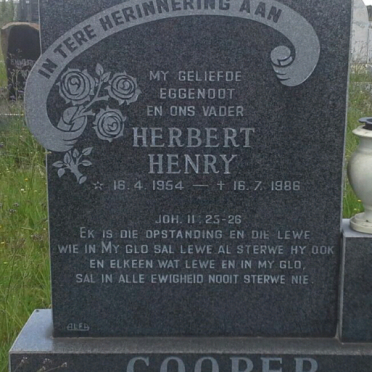 IN TERE HERINNERING AAN
MY GELIEFDE
EGGENOOT
EN ONS VADER
HERBERT
HENRY
☆ 16.4.1954 — + 16.7.1986
JOH. 11:25-26
EK IS DIE OPSTANDING EN DIE LEWE
WIE IN MY GLO SAL LEWE AL STERWE HY OOK
EN ELKEEN WAT LEWE EN IN MY GLO,
SAL IN ALLE EWIGHEID NOOIT STERWE NIE.
COOPER